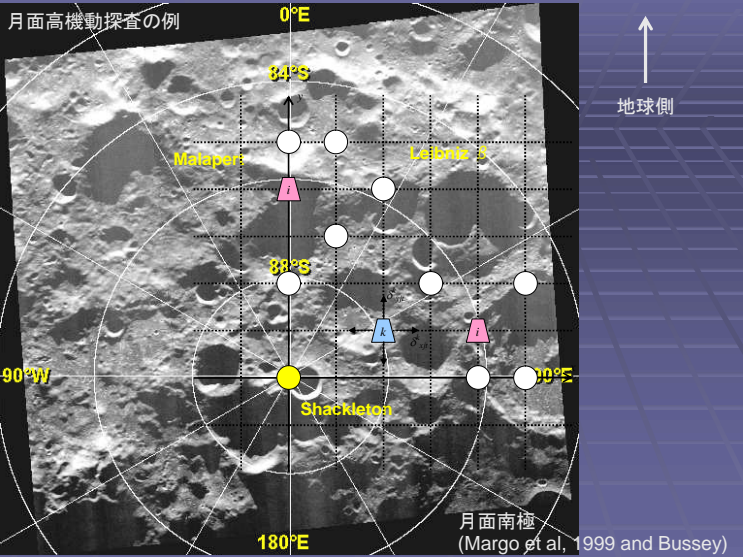 月面高機動探査の例
0°E
84°S
地球側
y
Malapert
Leibniz β
i
88°S
k
i
90°W
90°E
Shackleton
月面南極
180°E
(Margo et al, 1999 and Bussey)